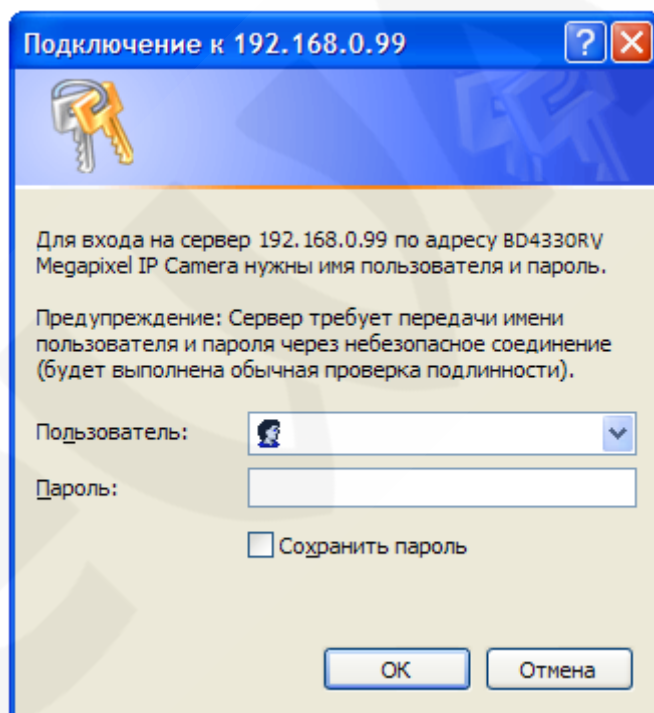 Подключение к 192.168.0.99
Для входа на сервер 192.168.0.99 по адресу BD4330RV
Megapixel IP Camera нужны имя пользователя и пароль.
Предупреждение: Сервер требует передачи имени
пользователя и пароля через небезопасное соединение
(будет выполнена обычная проверка подлинности).
Пользователь:
Пароль:
Сохранить пароль
ОК Отмена